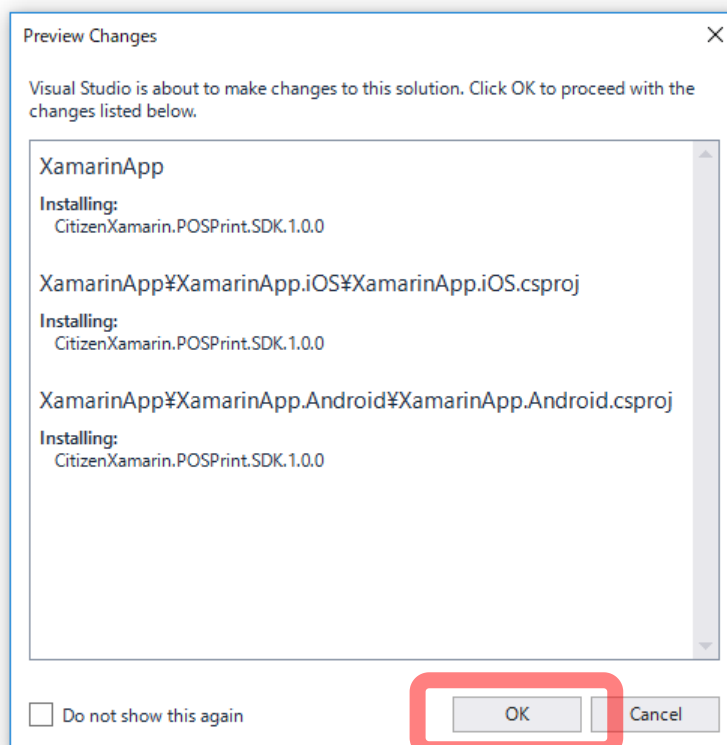 Preview Changes
Visual Studio is about to make changes to this solution. Click OK to proceed with the
changes listed below.
XamarinApp
Installing:
CitizenXamarin.POSPrint.SDK.1.0.0
XamarinApp¥XamarinApp.iOS¥XamarinApp.iOS.csproj
Installing:
CitizenXamarin.POSPrint.SDK.1.0.0
XamarinApp¥XamarinApp.Android¥XamarinApp.Android.csproj
Installing:
CitizenXamarin.POSPrint.SDK.1.0.0
Do not show this again
OK
Cancel